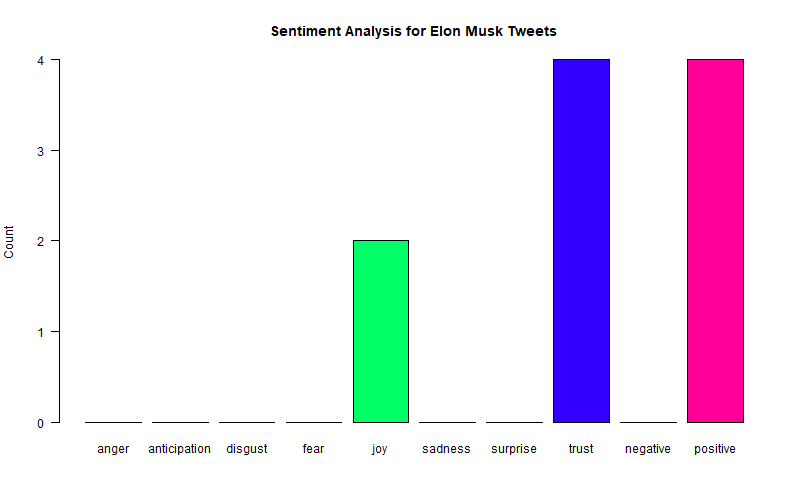 Sentiment Analysis for Elon Musk Tweets
4
3
2
1
0
Count
anger anticipation disgust fear joy sadness surprise trust negative positive